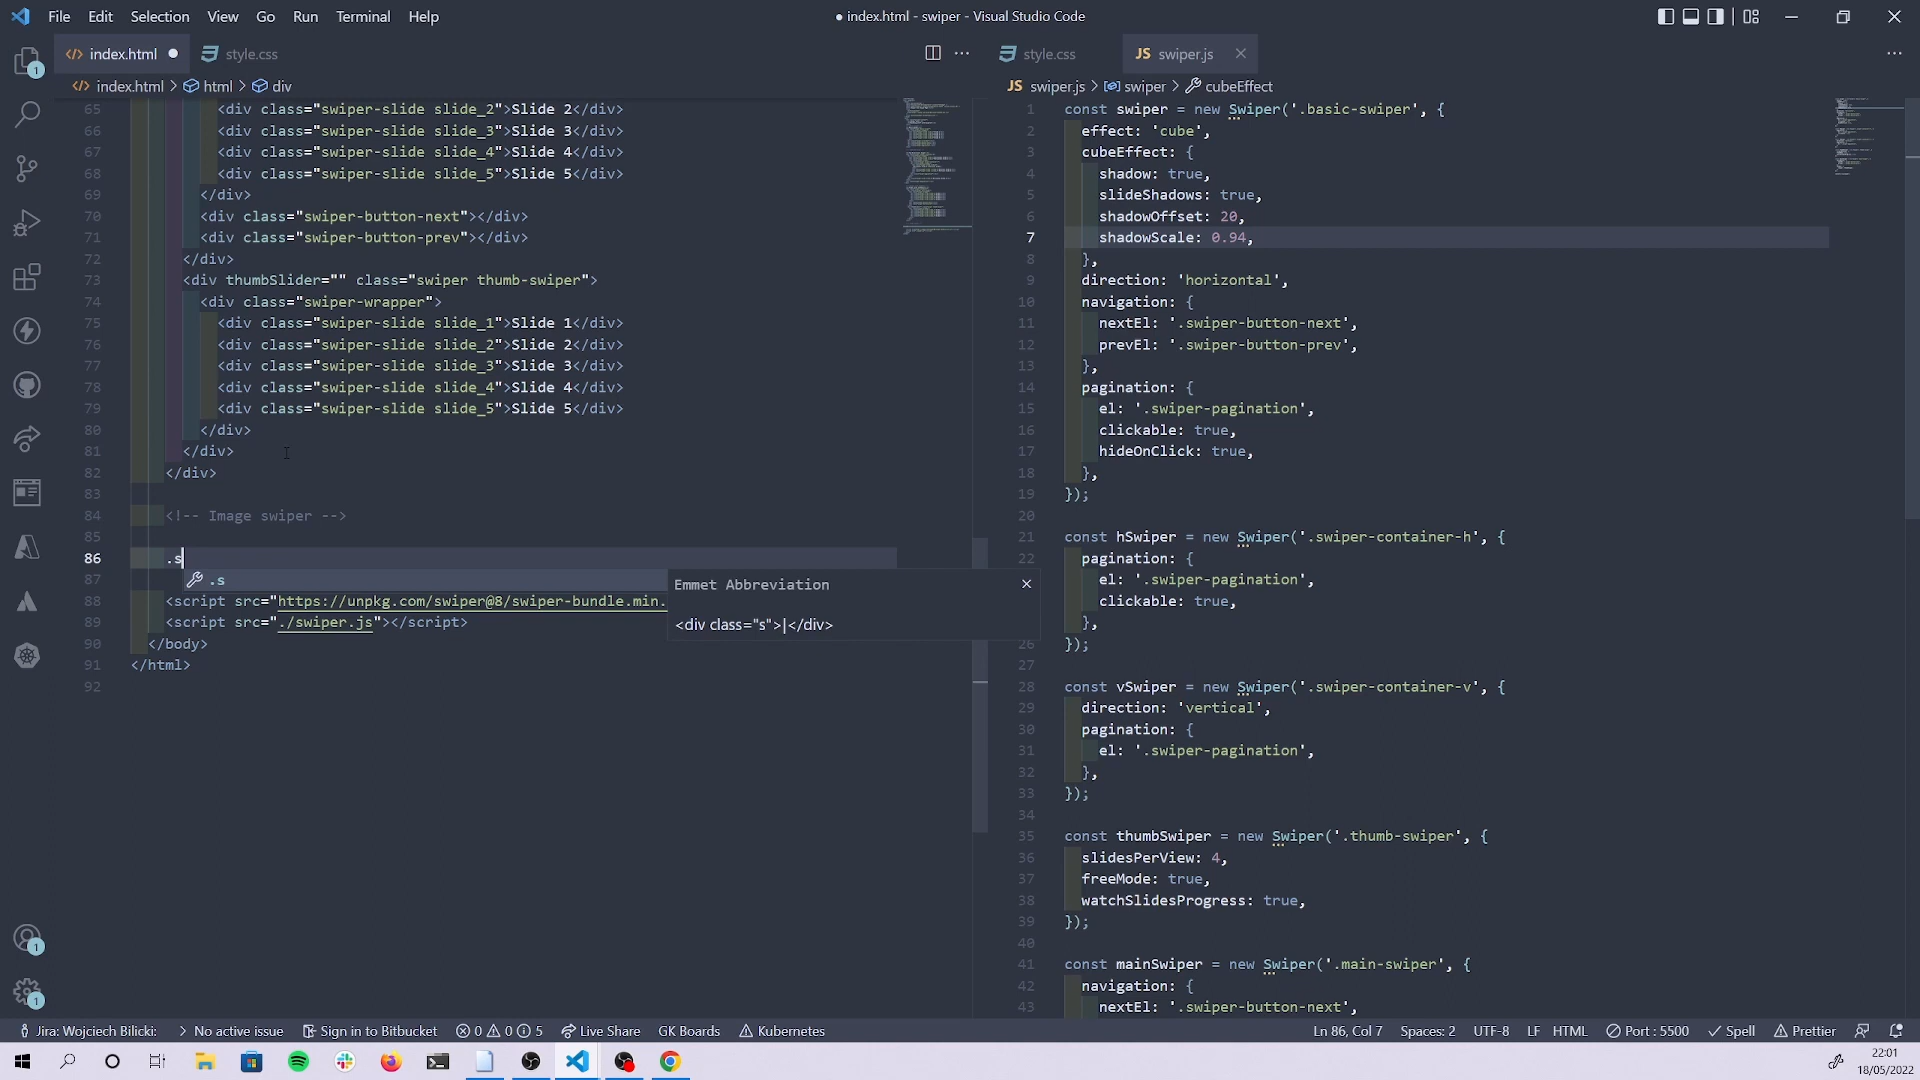 File Edit Selection View Go Run Terminal Help
● index.html - swiper - Visual Studio Code
index.html ● style.css
style.css JS swiper.js
index.html > html > div
JS swiper.js > swiper > cubeEffect
65 <div class="swiper-slide slide_2">Slide 2</div>
66 <div class="swiper-slide slide_3">Slide 3</div>
67 <div class="swiper-slide slide_4">Slide 4</div>
68 <div class="swiper-slide slide_5">Slide 5</div>
69 </div>
70 <div class="swiper-button-next"></div>
71 <div class="swiper-button-prev"></div>
72 </div>
73 <div thumbSlider="" class="swiper thumb-swiper">
74 <div class="swiper-wrapper">
75 <div class="swiper-slide slide_1">Slide 1</div>
76 <div class="swiper-slide slide_2">Slide 2</div>
77 <div class="swiper-slide slide_3">Slide 3</div>
78 <div class="swiper-slide slide_4">Slide 4</div>
79 <div class="swiper-slide slide_5">Slide 5</div>
80 </div>
81 </div>
82 </div>
83
84 <!-- Image swiper -->
85
86 .s
.s
87
88 <script src="https://unpkg.com/swiper@8/swiper-bundle.min.
89 <script src="./swiper.js"></script>
90 </body>
91 </html>
92
Emmet Abbreviation
<div class="s">|</div>
1 const swiper = new Swiper('.basic-swiper', {
2 effect: 'cube',
3 cubeEffect: {
4 shadow: true,
5 slideShadows: true,
6 shadowOffset: 20,
7 shadowScale: 0.94,
8 },
9 direction: 'horizontal',
10 navigation: {
11 nextEl: '.swiper-button-next',
12 prevEl: '.swiper-button-prev',
13 },
14 pagination: {
15 el: '.swiper-pagination',
16 clickable: true,
17 hideOnClick: true,
18 },
19 });
20
21 const hSwiper = new Swiper('.swiper-container-h', {
22 pagination: {
el: '.swiper-pagination',
clickable: true,
},
26 });
27
28 const vSwiper = new Swiper('.swiper-container-v', {
29 direction: 'vertical',
30 pagination: {
31 el: '.swiper-pagination',
32 },
33 });
34
35 const thumbSwiper = new Swiper('.thumb-swiper', {
36 slidesPerView: 4,
37 freeMode: true,
38 watchSlidesProgress: true,
39 });
40
41 const mainSwiper = new Swiper('.main-swiper', {
42 navigation: {
43 nextEl: '.swiper-button-next',
1
1
1
Jira: Wojciech Bilicki: > No active issue Sign in to Bitbucket 0 0 5 Live Share GK Boards Kubernetes
Ln 86, Col 7 Spaces: 2 UTF-8 LF HTML Port : 5500 Spell Prettier
22:01
18/05/2022